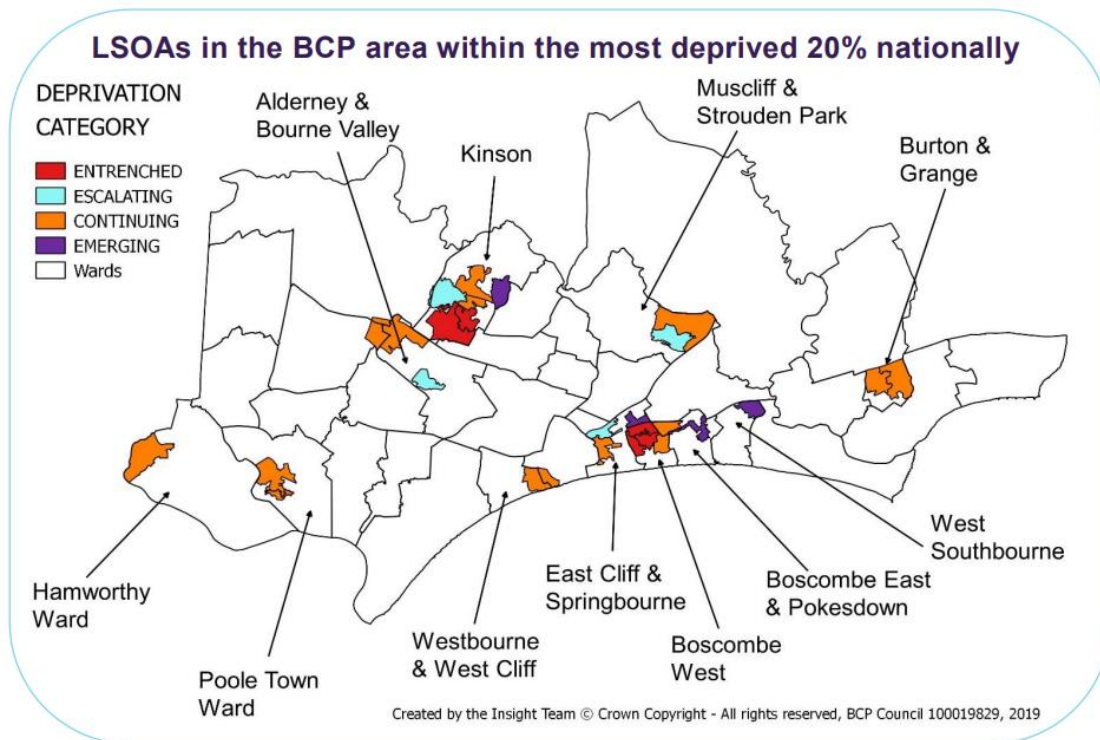 LSOAs in the BCP area within the most deprived 20% nationally
DEPRIVATION
CATEGORY
ENTRENCHED
ESCALATING
CONTINUING
EMERGING
Wards
Alderney &
Bourne Valley
Kinson
Muscliff &
Strouden Park
Burton &
Grange
Hamworthy
Ward
Poole Town
Ward
Westbourne
& West Cliff
East Cliff &
Springbourne
Boscombe
West
Boscombe East
& Pokesdown
West
Southbourne
Created by the Insight Team © Crown Copyright - All rights reserved, BCP Council 100019829, 2019